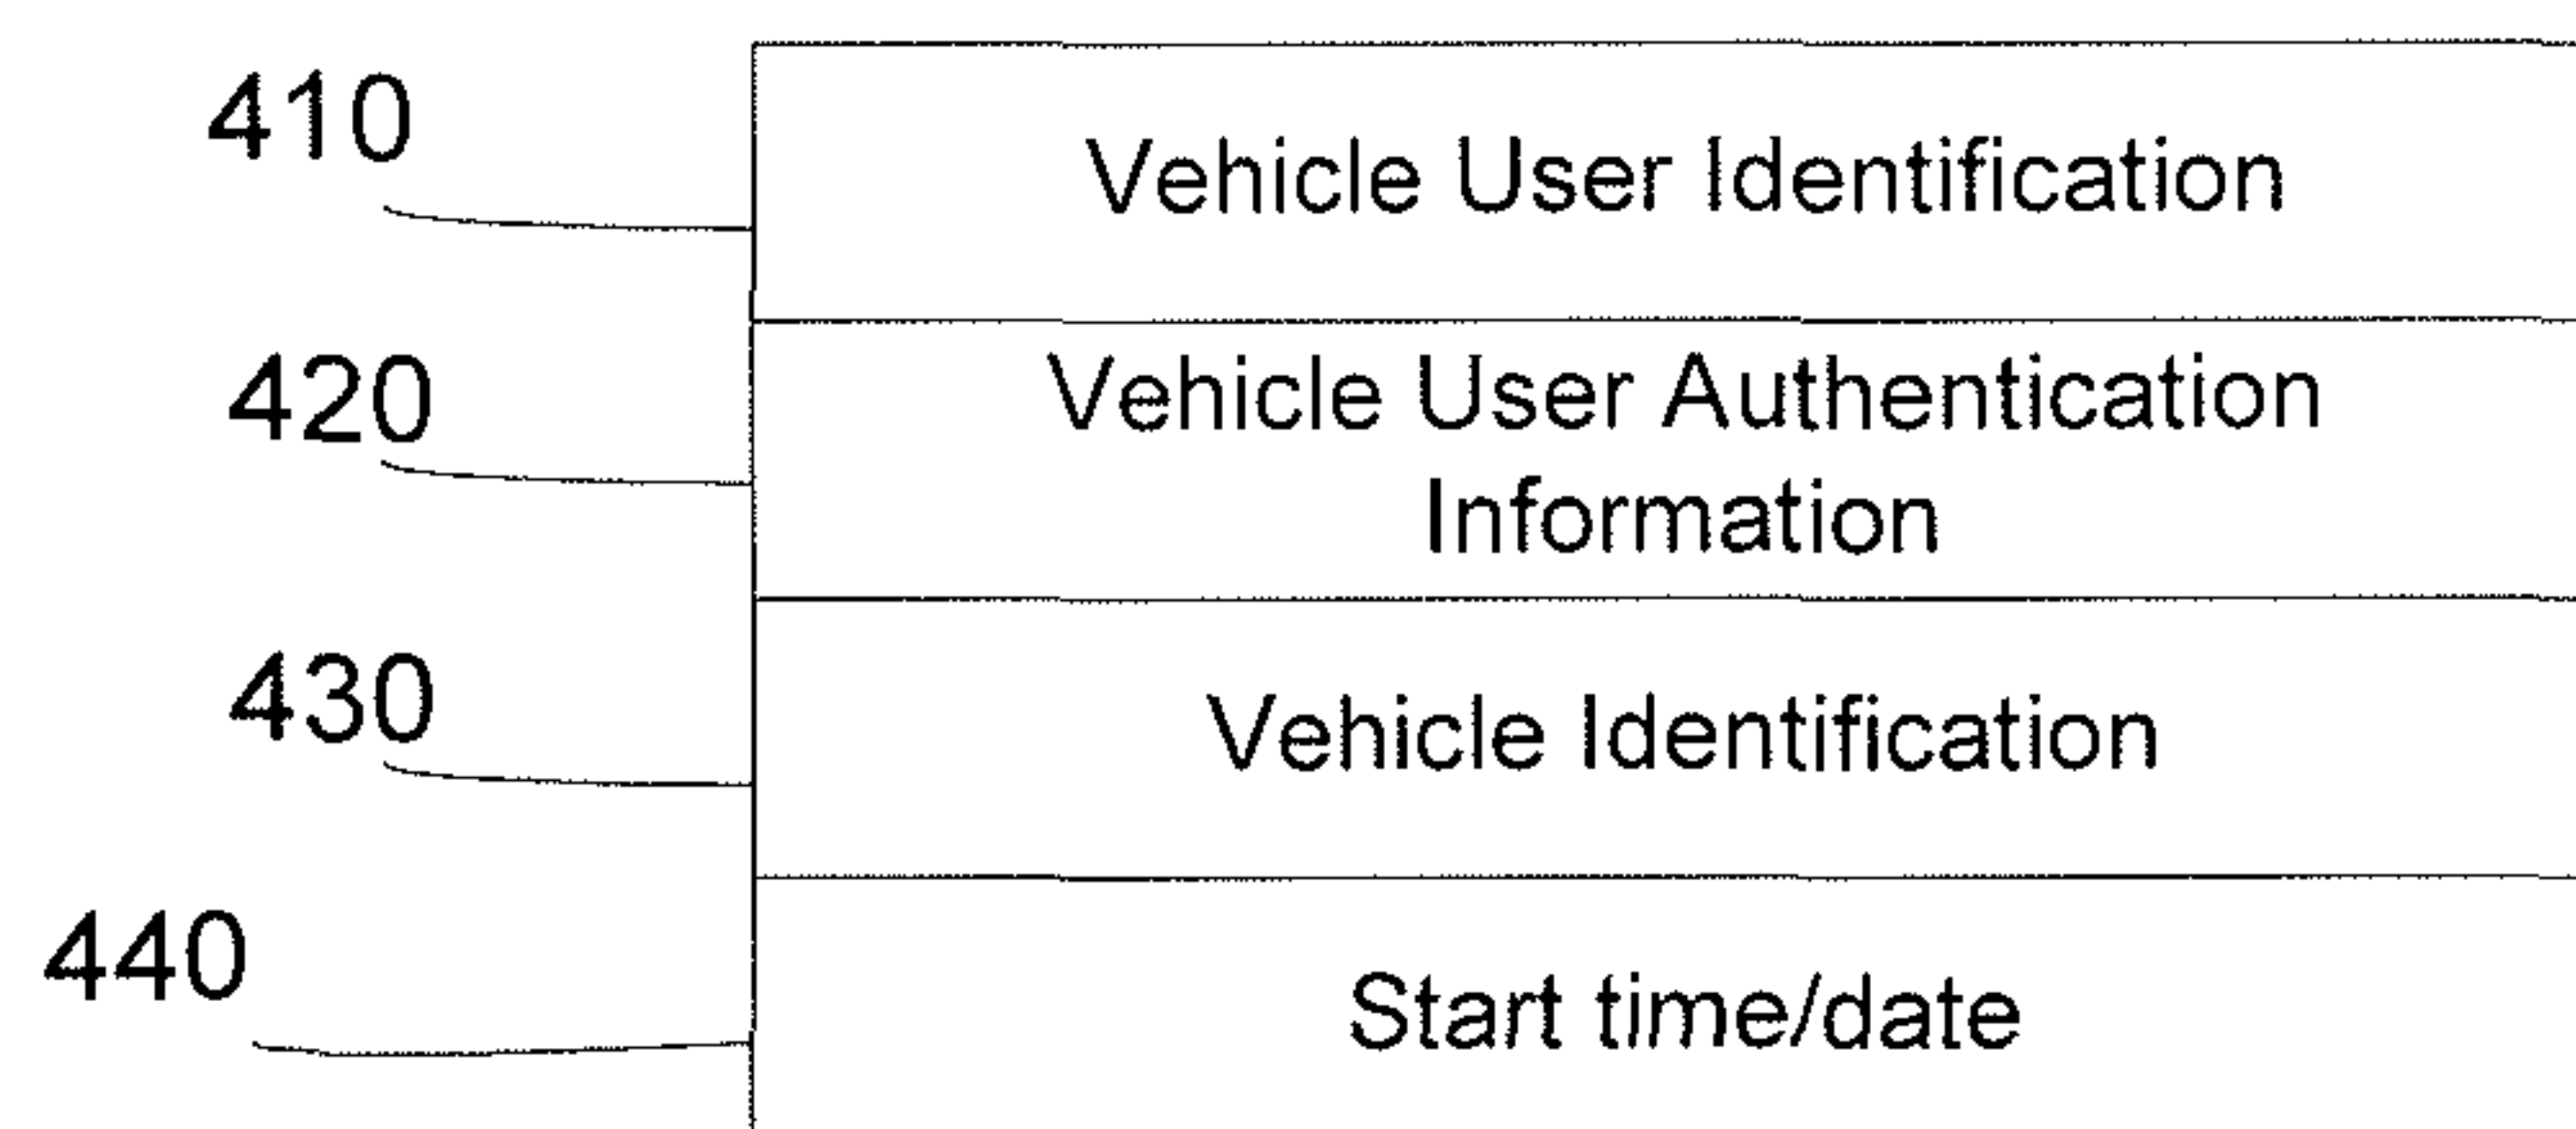 410
Vehicle User Identification
420
Vehicle User Authentication
Information
430
Vehicle Identification
440
Start time/date